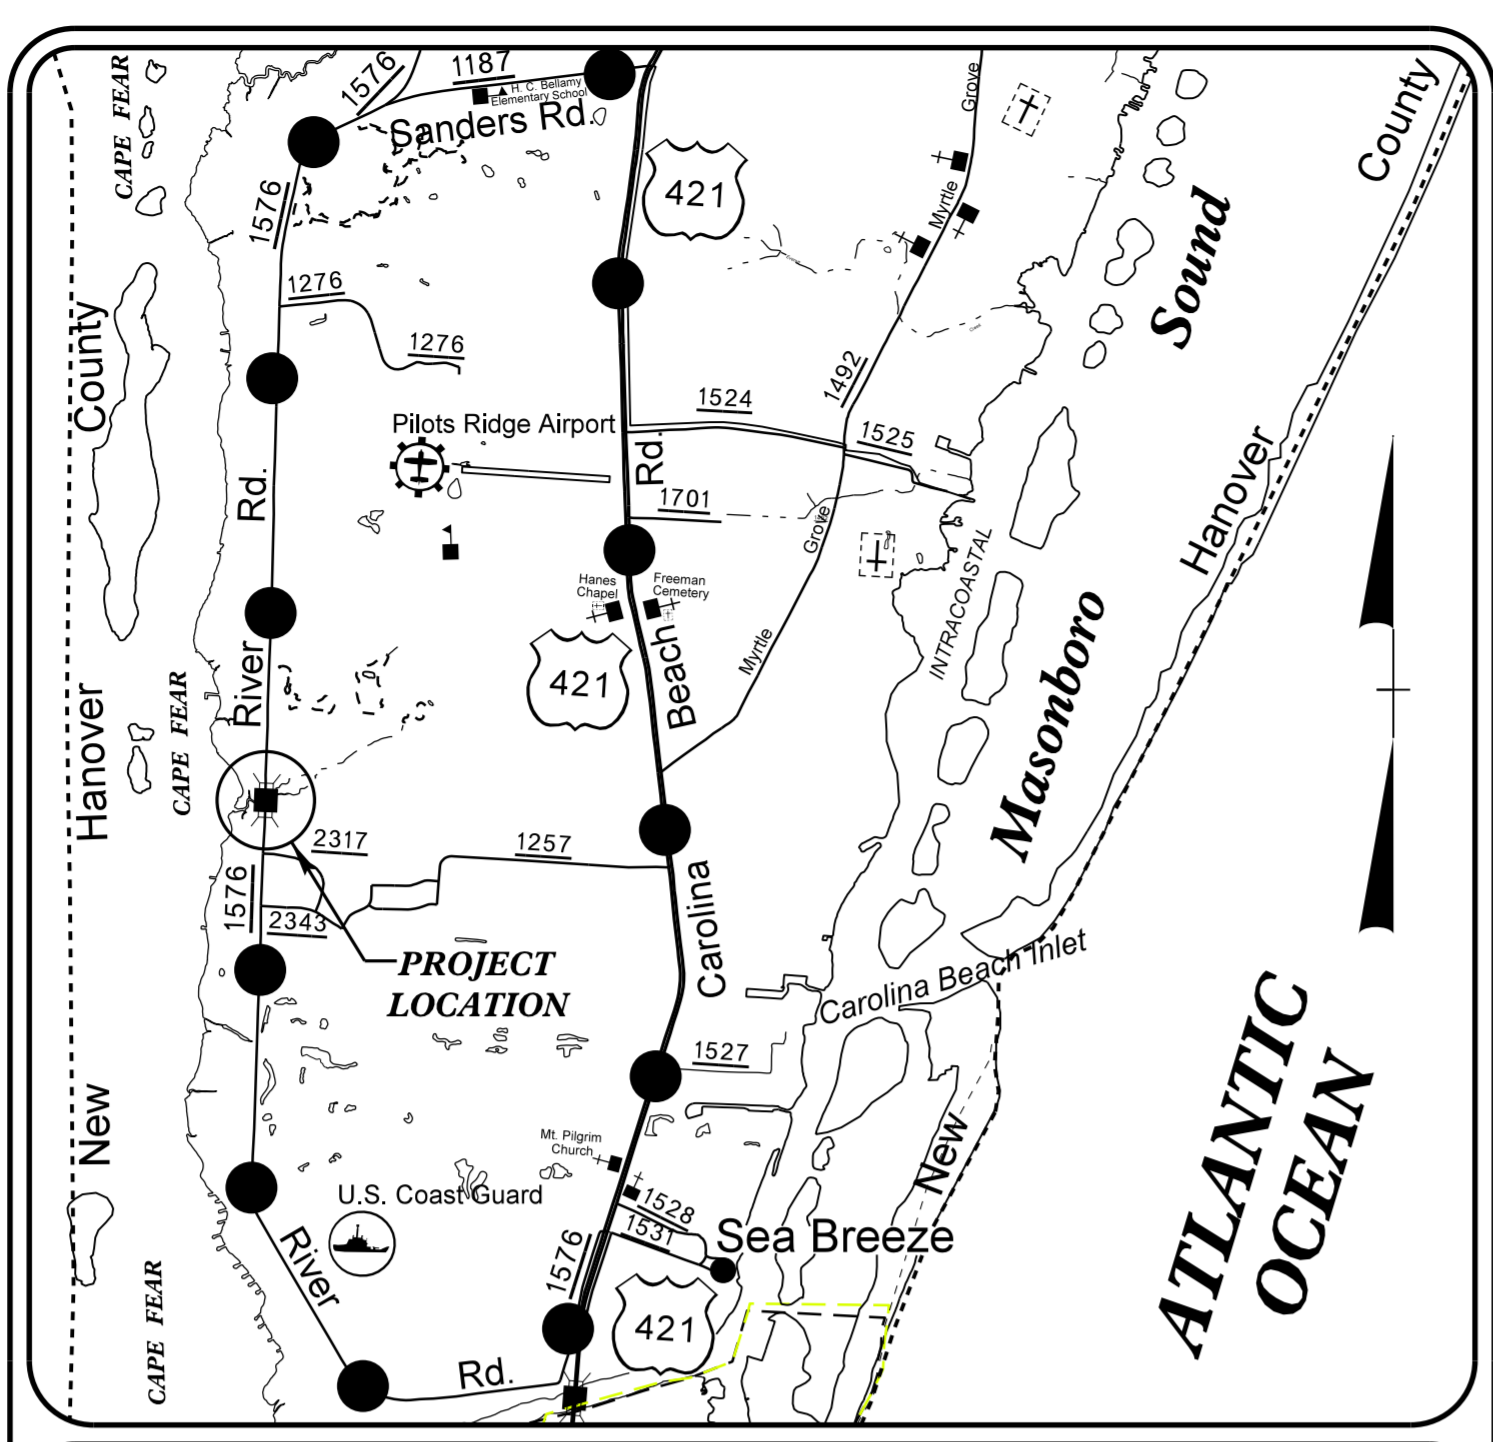 CAPE FEAR
1576
1187
H. C. Bellamy
Elementary School
Sanders Rd.
Grove
County
421
1576
Myrtle
Sound
1276
County
1276
1492
1524
Pilots Ridge Airport
1525
Rd.
Rd.
1701
Grove
Hanover
INTRACOASTAL
Hanes
Chapel
Freeman
Cemetery
421
Beach
Myrtle
Masonboro
River
Hanover
CAPE FEAR
2317
1257
1576
2343
Carolina
PROJECT
LOCATION
Carolina Beach Inlet
ATLANTIC
OCEAN
1527
New
New
Mt. Pilgrim
Church
U.S. Coast Guard
1528
1531
Sea Breeze
River
1576
CAPE FEAR
421
Rd.